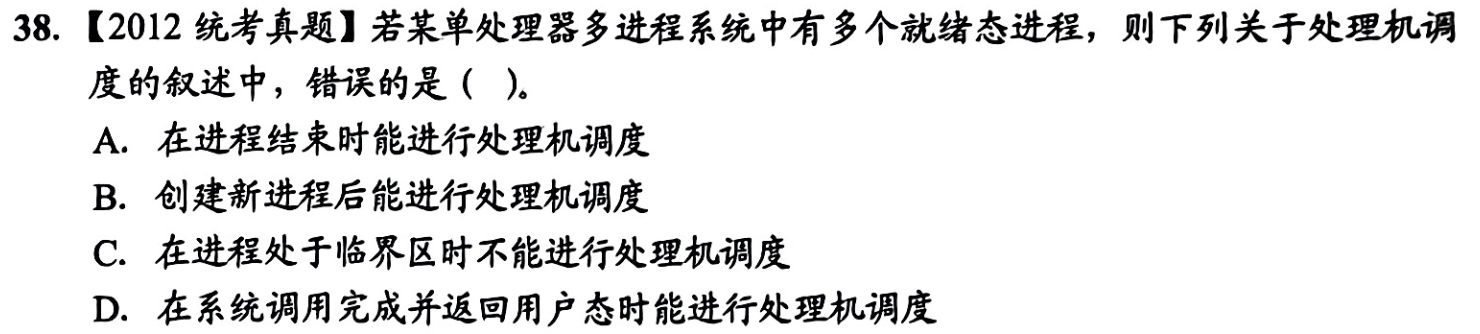 38. 【2012 统考真题】若某单处理器多进程系统中有多个就绪态进程，则下列关于处理机调
度的叙述中，错误的是（ ）。
A. 在进程结束时能进行处理机调度
B. 创建新进程后能进行处理机调度
C. 在进程处于临界区时不能进行处理机调度
D. 在系统调用完成并返回用户态时能进行处理机调度